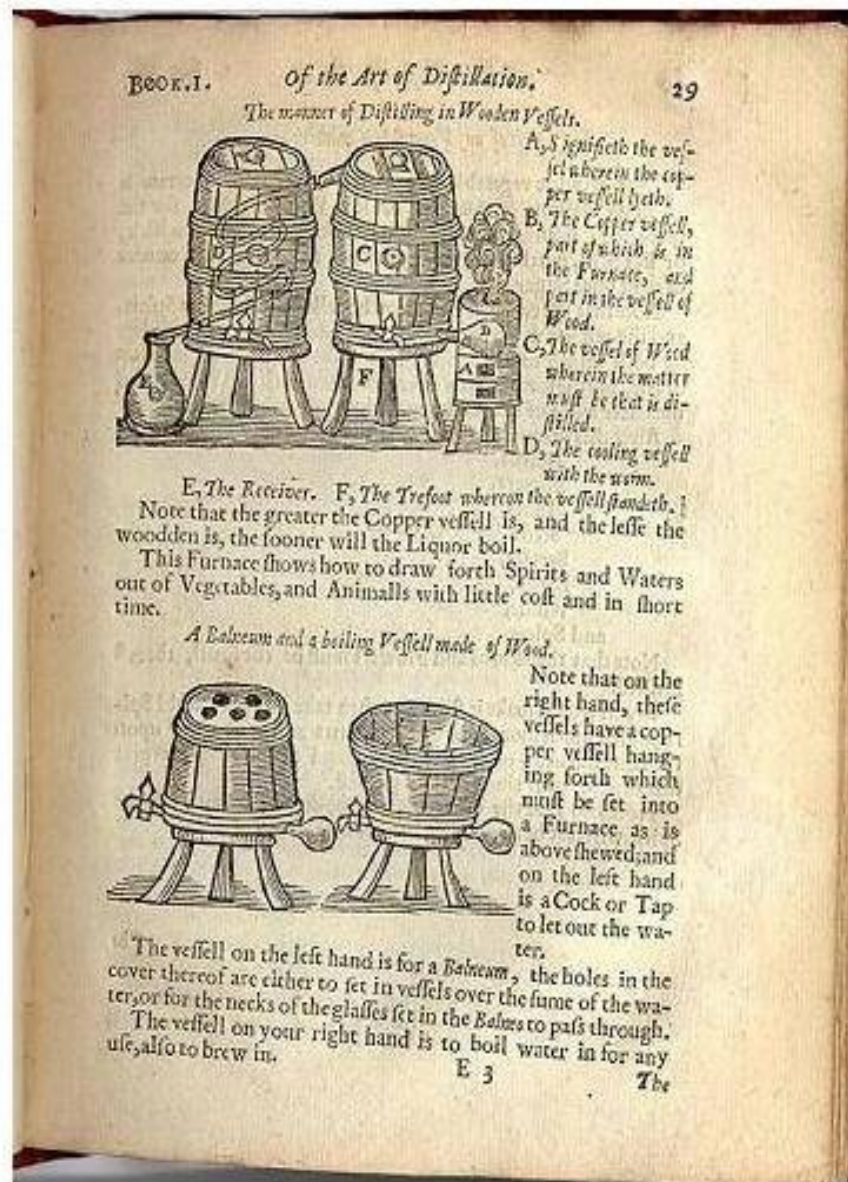 BOOK.I.
Of the Art of Diſtillation.
29
The manner of Diſtilling in Wooden Veſſels.
A, Signifieth the veſ-
ſel wherein the cop-
per veſſell lyeth.
B, The Copper veſſell,
part of which is in
the Furnace, and
part in the veſſell of
Wood.
C, The veſſel of Wood
wherein the matter
muſt be that is di-
ſtilled.
D, The cooling veſſell
with the worm.
E, The Receiver. F, The Trefoot whereon the veſſell ſtandeth.
D
C
B
A
E
F
Note that the greater the Copper veſſell is, and the leſſe the
woodden is, the ſooner will the Liquor boil.
This Furnace ſhows how to draw forth Spirits and Waters
out of Vegetables, and Animalls with little coſt and in ſhort
time.
A Balneum and a boiling Veſſell made of Wood.
Note that on the
right hand, theſe
veſſels have a cop-
per veſſell hang-
ing forth which
muſt be ſet into
a Furnace as is
above ſhewed; and
on the left hand
is a Cock or Tap
to let out the wa-
ter.
The veſſell on the left hand is for a Balneum, the holes in the
cover thereof are either to ſet in veſſels over the fume of the wa-
ter, or for the necks of the glaſſes ſet in the Balnes to paſs through.
The veſſell on your right hand is to boil water in for any
uſe, alſo to brew in.
E 3
The